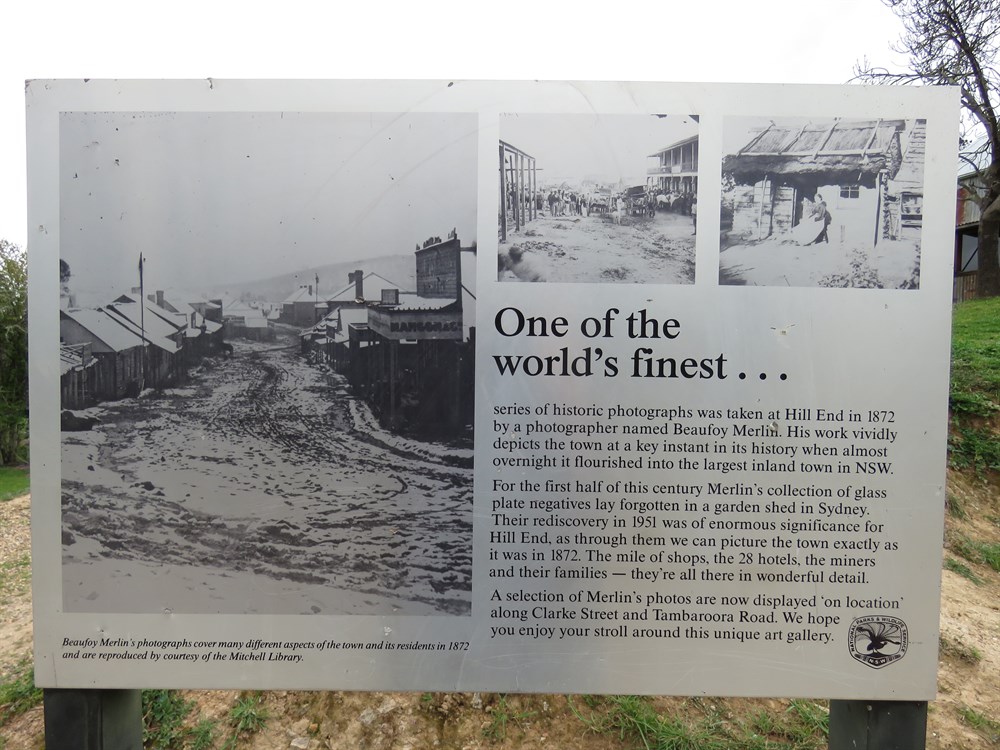 One of the
world's finest . . .
series of historic photographs was taken at Hill End in 1872
by a photographer named Beaufoy Merlin. His work vividly
depicts the town at a key instant in its history when almost
overnight it flourished into the largest inland town in NSW.
For the first half of this century Merlin's collection of glass
plate negatives lay forgotten in a garden shed in Sydney.
Their rediscovery in 1951 was of enormous significance for
Hill End, as through them we can picture the town exactly as
it was in 1872. The mile of shops, the 28 hotels, the miners
and their families — they're all there in wonderful detail.
A selection of Merlin's photos are now displayed 'on location'
along Clarke Street and Tambaroora Road. We hope
you enjoy your stroll around this unique art gallery.
NATIONAL PARKS & WILDLIFE SERVICE
N.S.W.
Beaufoy Merlin's photographs cover many different aspects of the town and its residents in 1872
and are reproduced by courtesy of the Mitchell Library.